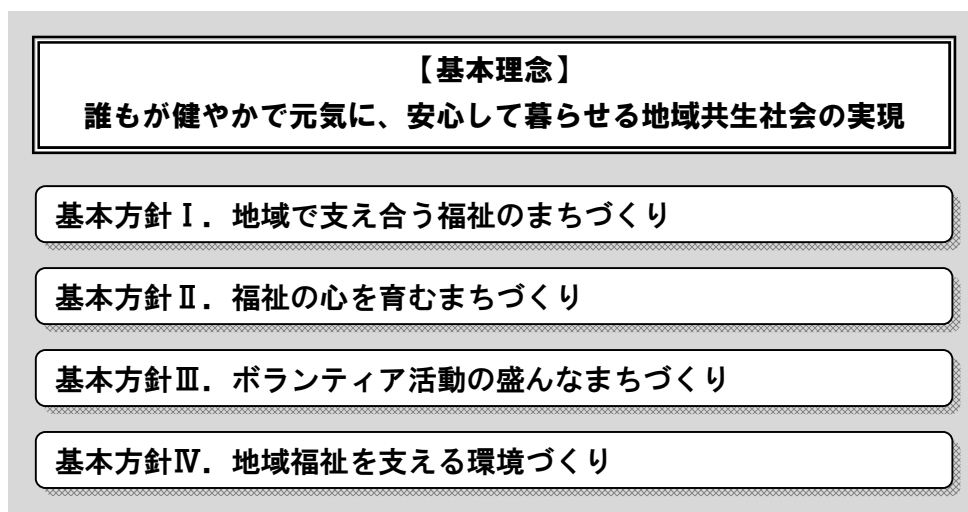 【基本理念】
誰もが健やかで元気に、安心して暮らせる地域共生社会の実現
基本方針Ⅰ．地域で支え合う福祉のまちづくり
基本方針Ⅱ．福祉の心を育むまちづくり
基本方針Ⅲ．ボランティア活動の盛んなまちづくり
基本方針Ⅳ．地域福祉を支える環境づくり